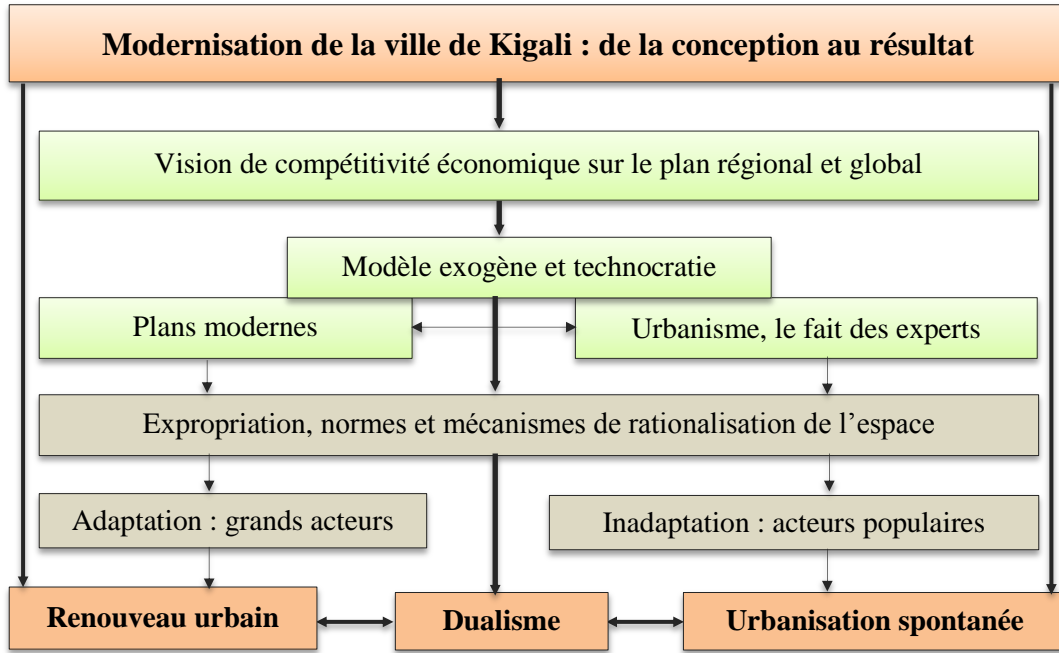 Modernisation de la ville de Kigali : de la conception au résultat
Vision de compétitivité économique sur le plan régional et global
Modèle exogène et technocratie
Plans modernes
Urbanisme, le fait des experts
Expropriation, normes et mécanismes de rationalisation de l’espace
Adaptation : grands acteurs
Inadaptation : acteurs populaires
Renouveau urbain
Dualisme
Urbanisation spontanée